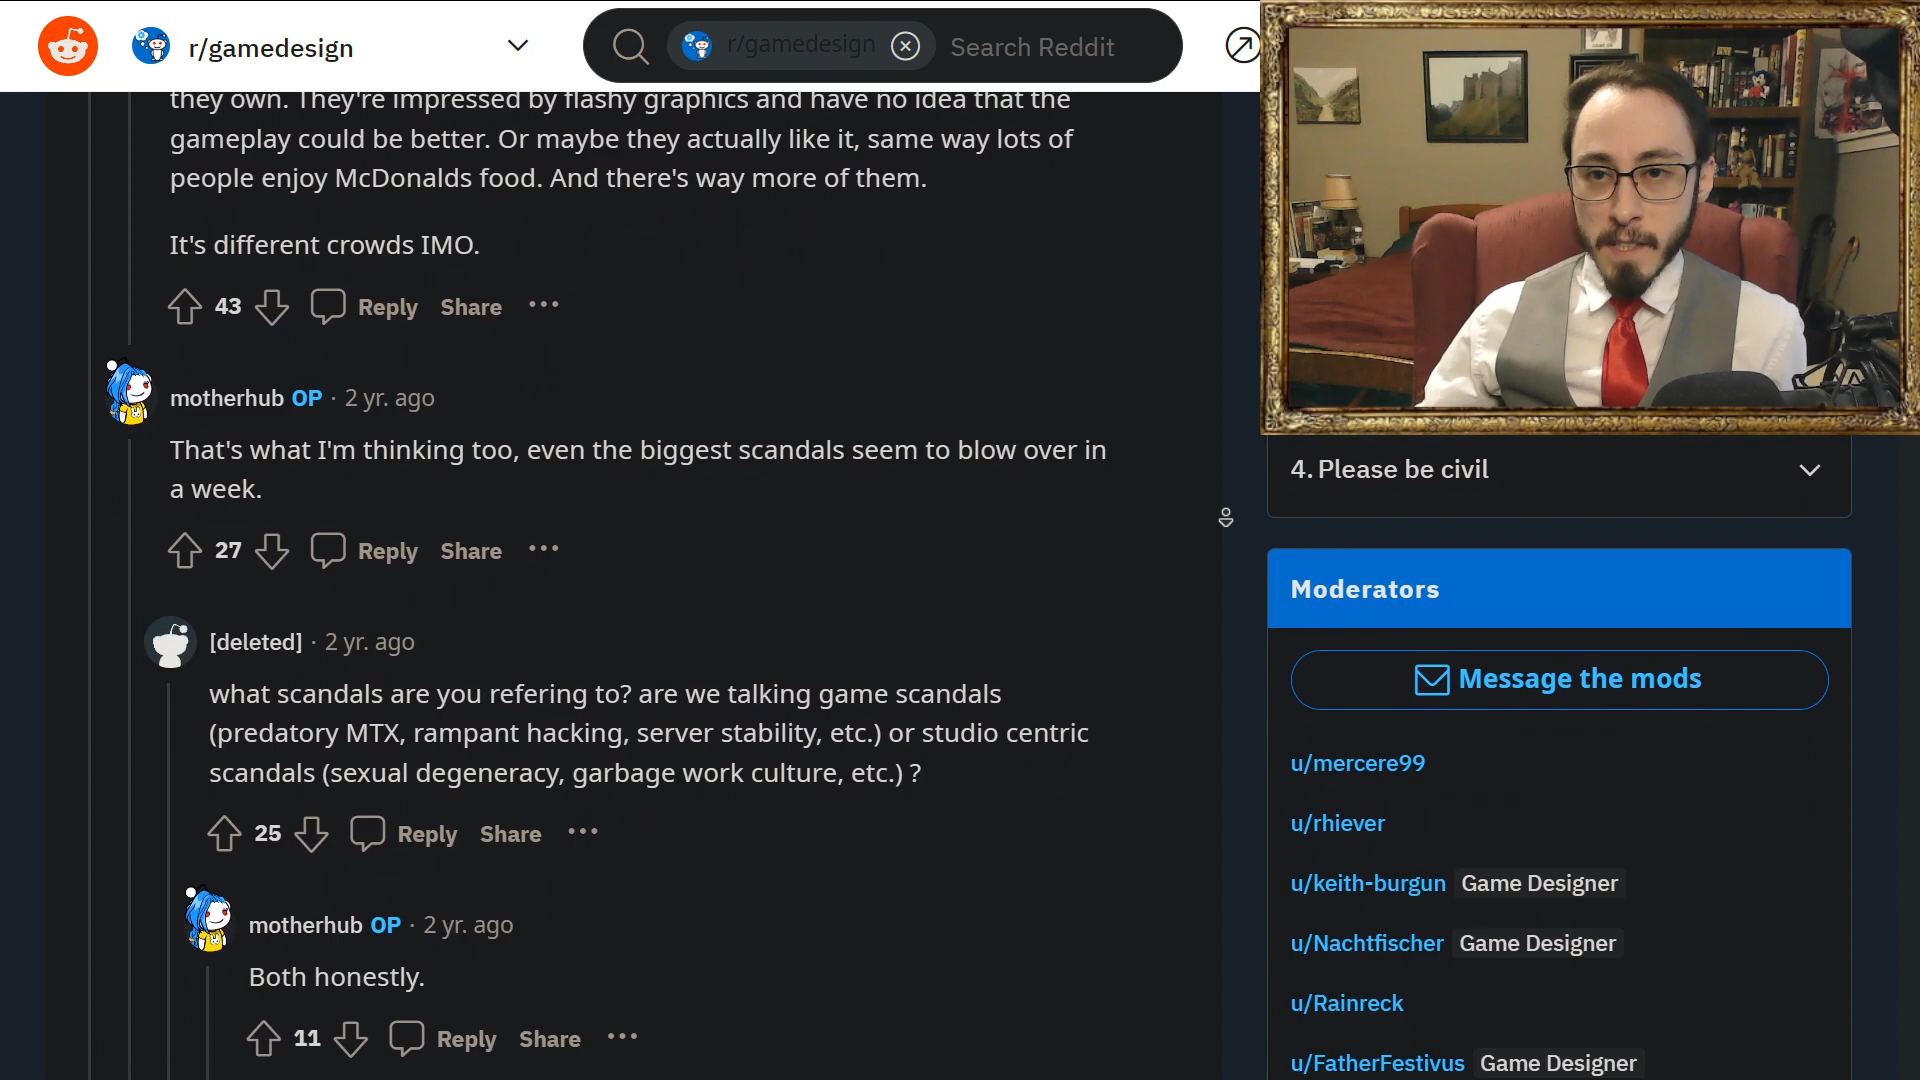 r/gamedesign
r/gamedesign
Search Reddit
they own. They're impressed by flashy graphics and have no idea that the
gameplay could be better. Or maybe they actually like it, same way lots of
people enjoy McDonalds food. And there's way more of them.
It's different crowds IMO.
43
Reply
Share
motherhub OP · 2 yr. ago
That's what I'm thinking too, even the biggest scandals seem to blow over in
a week.
27
Reply
Share
[deleted] · 2 yr. ago
what scandals are you refering to? are we talking game scandals
(predatory MTX, rampant hacking, server stability, etc.) or studio centric
scandals (sexual degeneracy, garbage work culture, etc.) ?
25
Reply
Share
motherhub OP · 2 yr. ago
Both honestly.
11
Reply
Share
4. Please be civil
Moderators
Message the mods
u/mercere99
u/rhiever
u/keith-burgun Game Designer
u/Nachtfischer Game Designer
u/Rainreck
u/FatherFestivus Game Designer